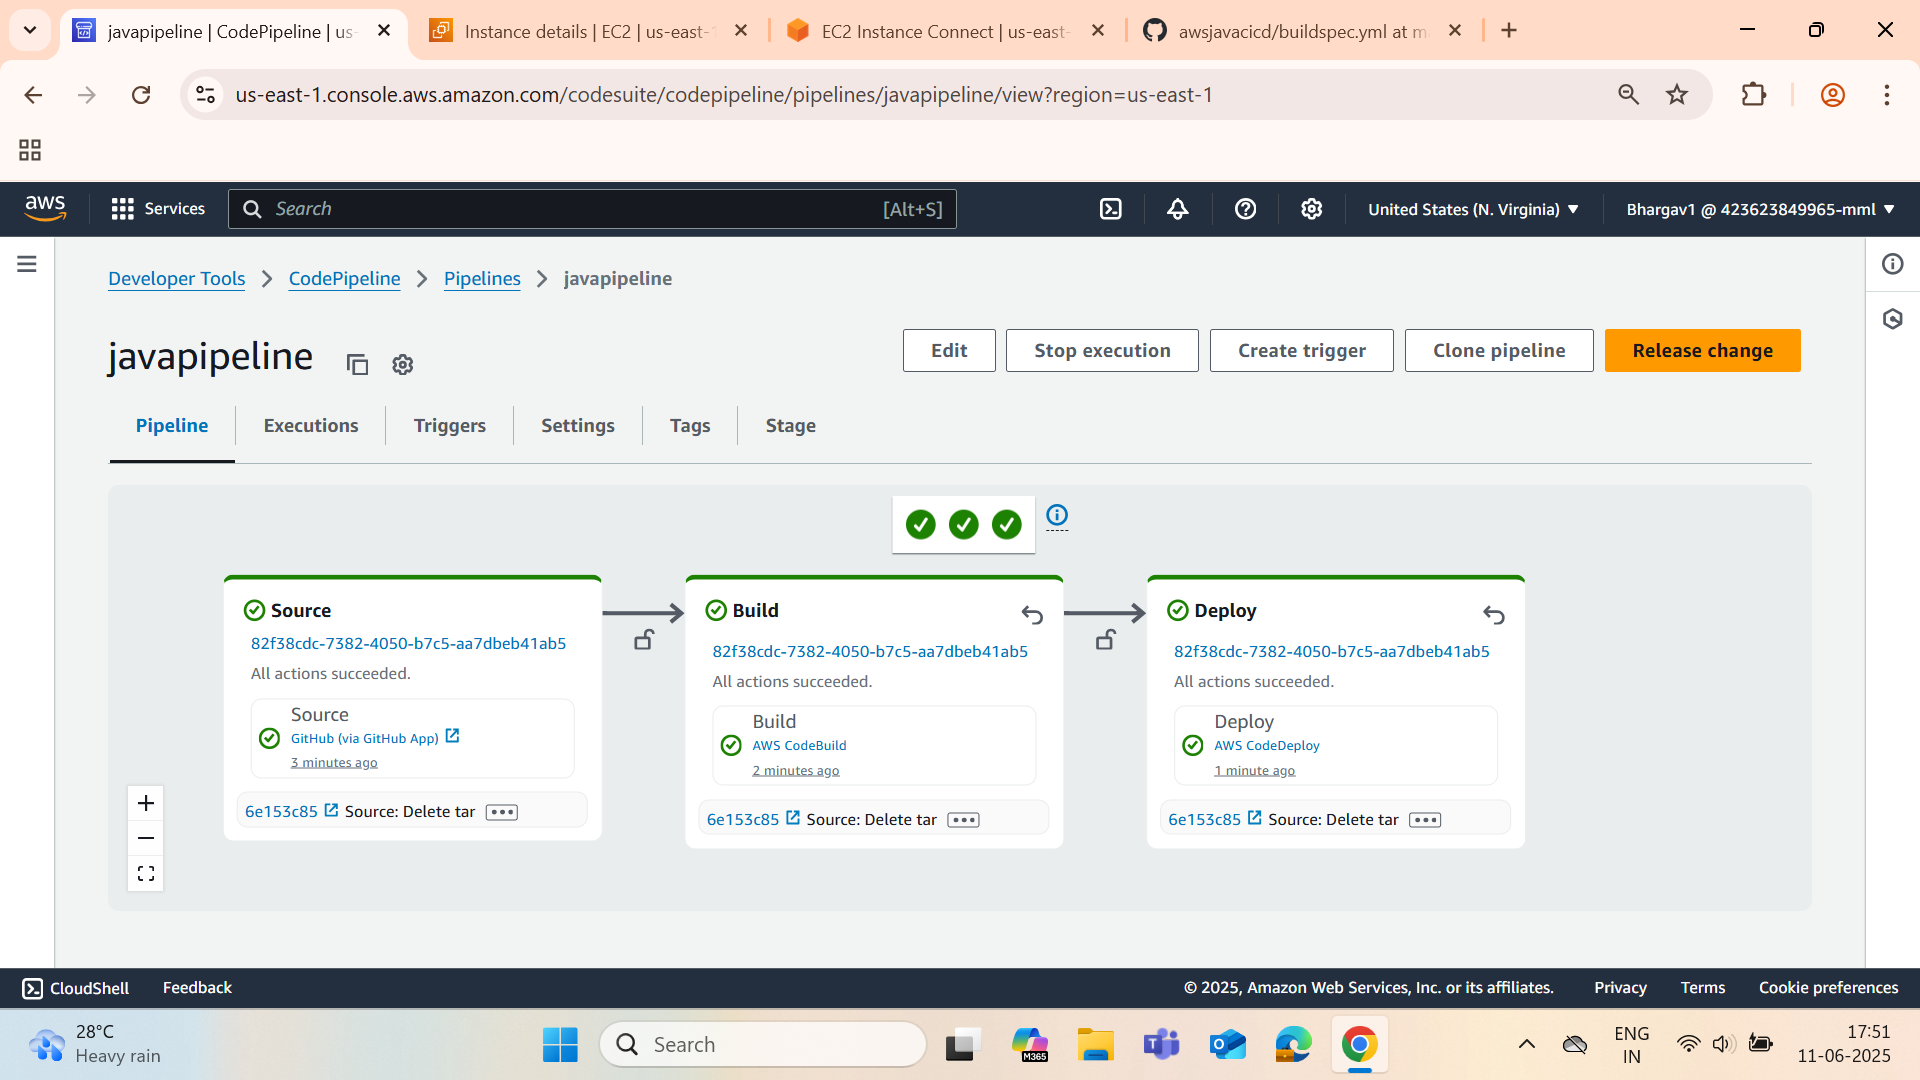 javapipeline | CodePipeline | us-
Instance details | EC2 | us-east-1
EC2 Instance Connect | us-east-
awsjavacicd/buildspec.yml at m
us-east-1.console.aws.amazon.com/codesuite/codepipeline/pipelines/javapipeline/view?region=us-east-1
aws
Services
Search
[Alt+S]
United States (N. Virginia)
Bhargav1 @ 423623849965-mml
Developer Tools
CodePipeline
Pipelines
javapipeline
javapipeline
Edit
Stop execution
Create trigger
Clone pipeline
Release change
Pipeline
Executions
Triggers
Settings
Tags
Stage
Source
82f38cdc-7382-4050-b7c5-aa7dbeb41ab5
All actions succeeded.
Source
GitHub (via GitHub App)
3 minutes ago
6e153c85 Source: Delete tar
Build
82f38cdc-7382-4050-b7c5-aa7dbeb41ab5
All actions succeeded.
Build
AWS CodeBuild
2 minutes ago
6e153c85 Source: Delete tar
Deploy
82f38cdc-7382-4050-b7c5-aa7dbeb41ab5
All actions succeeded.
Deploy
AWS CodeDeploy
1 minute ago
6e153c85 Source: Delete tar
CloudShell
Feedback
© 2025, Amazon Web Services, Inc. or its affiliates.
Privacy
Terms
Cookie preferences
28°C
Heavy rain
Search
M365
ENG
IN
17:51
11-06-2025